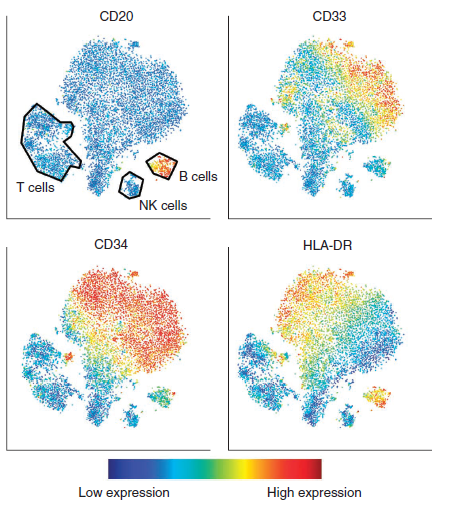 CD20
CD33
T cells
B cells
NK cells
CD34
HLA-DR
Low expression
High expression